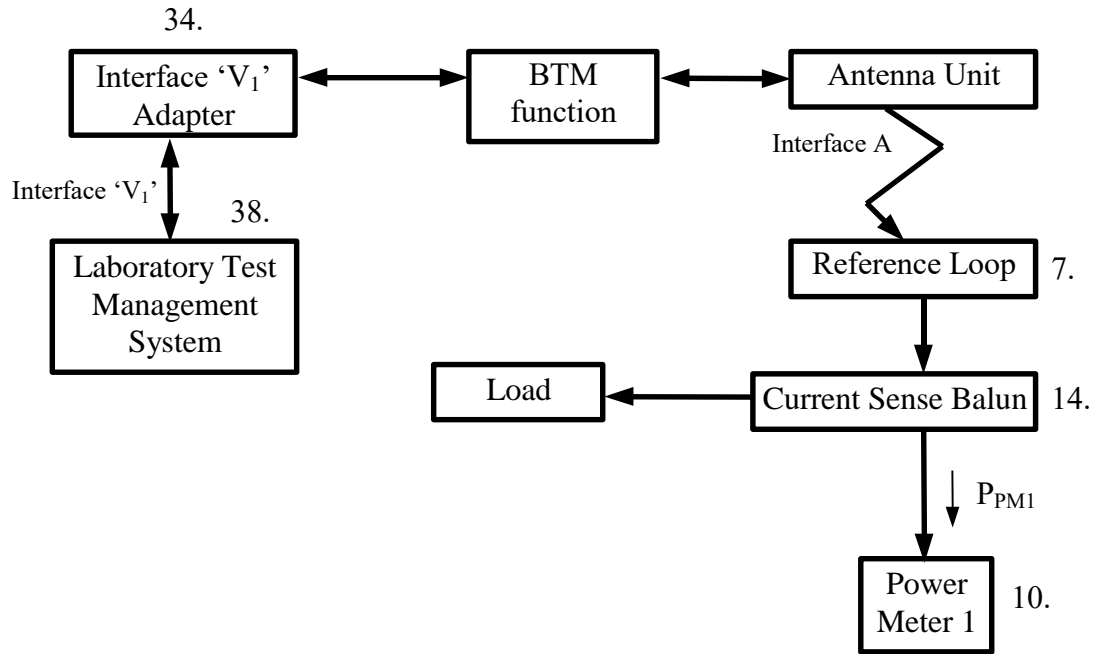 34.
Interface ‘V1’
Adapter
BTM
function
Antenna Unit
Interface A
Interface ‘V1’
38.
Laboratory Test
Management
System
Reference Loop
7.
Load
Current Sense Balun
14.
PPM1
Power
Meter 1
10.